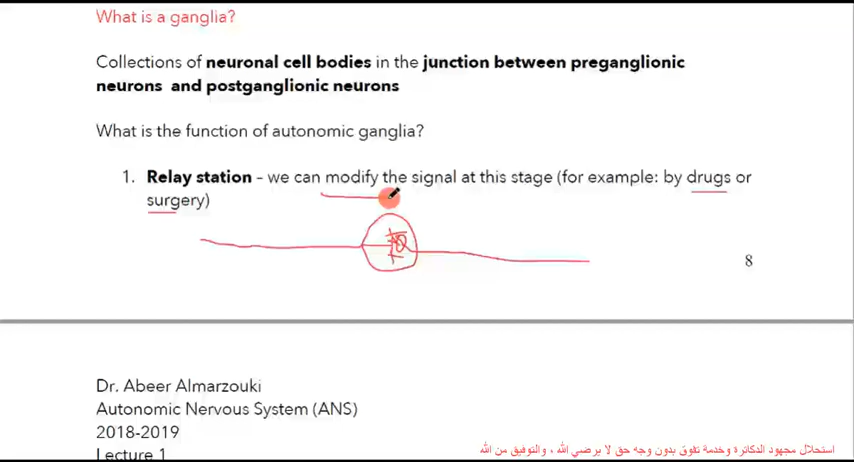 What is a ganglia?
Collections of neuronal cell bodies in the junction between preganglionic
neurons and postganglionic neurons
What is the function of autonomic ganglia?
1. Relay station - we can modify the signal at this stage (for example: by drugs or
surgery)
8
Dr. Abeer Almarzouki
Autonomic Nervous System (ANS)
2018-2019
Lecture 1
استحلال مجهود الدكاترة وخدمة تفوق بدون وجه حق لا يرضي الله ، والتوفيق من الله